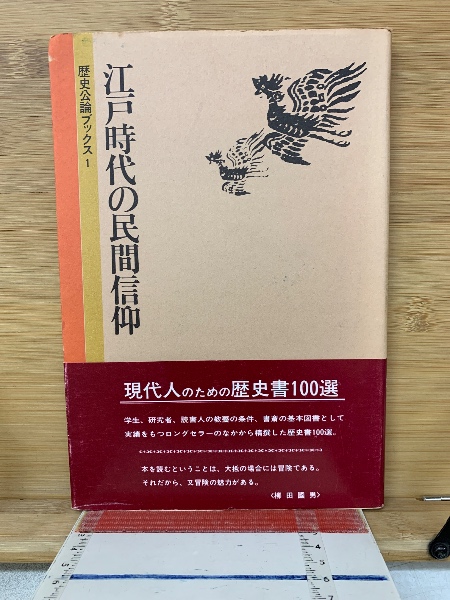 歴史公論ブックス 1
江戸時代の民間信仰
現代人のための歴史書100選
学生、研究者、読書人の教養の条件、書斎の基本図書として
実績をもつロングセラーのなかから精撰した歴史書100選。
本を読むということは、大抵の場合には冒険である。
それだから、又冒険の魅力がある。
〈柳田國男〉